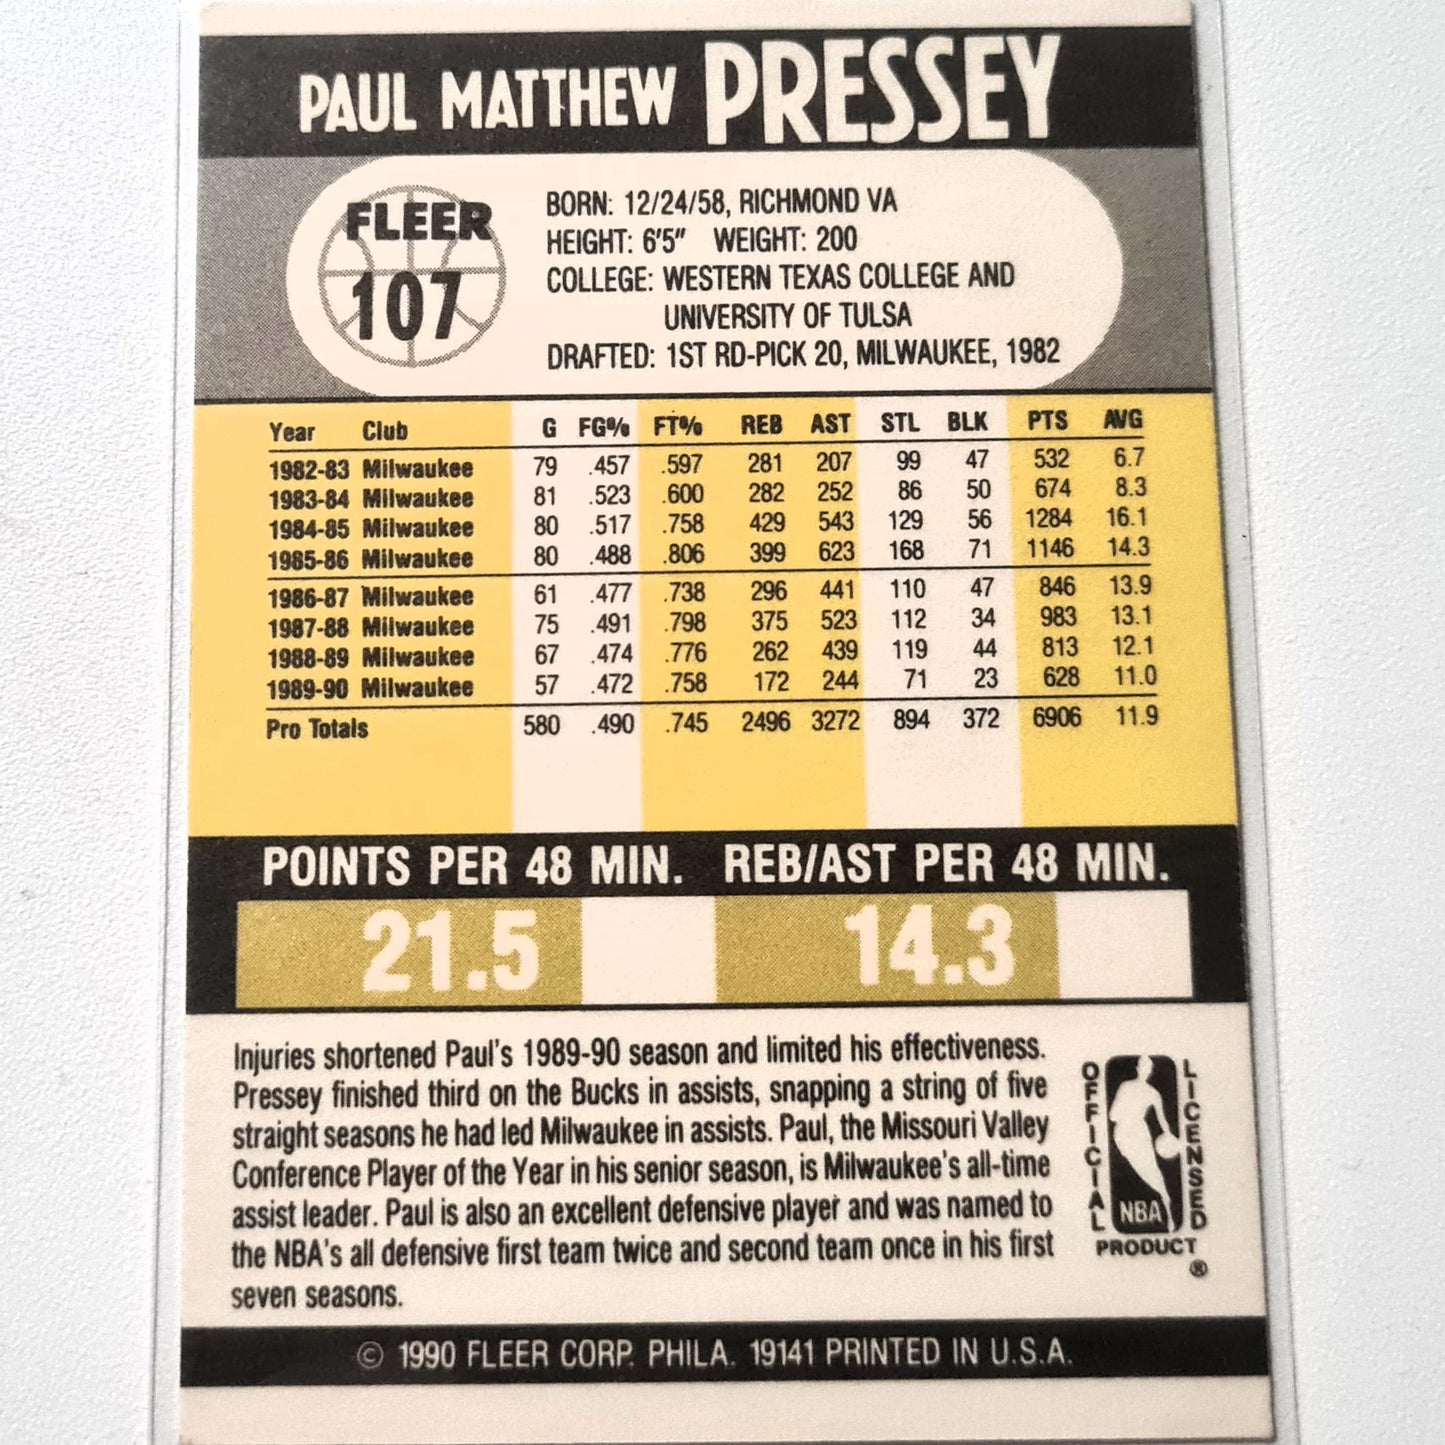 PAUL MATTHEW PRESSEY
FLEER
107
BORN: 12/24/58, RICHMOND VA
HEIGHT: 6'5" WEIGHT: 200
COLLEGE: WESTERN TEXAS COLLEGE AND
UNIVERSITY OF TULSA
DRAFTED: 1ST RD-PICK 20, MILWAUKEE, 1982
Year Club G FG% FT% REB AST STL BLK PTS AVG
1982-83 Milwaukee 79 .457 .597 281 207 99 47 532 6.7
1983-84 Milwaukee 81 .523 .600 282 252 86 50 674 8.3
1984-85 Milwaukee 80 .517 .758 429 543 129 56 1284 16.1
1985-86 Milwaukee 80 .488 .806 399 623 168 71 1146 14.3
1986-87 Milwaukee 61 .477 .738 296 441 110 47 846 13.9
1987-88 Milwaukee 75 .491 .798 375 523 112 34 983 13.1
1988-89 Milwaukee 67 .474 .776 262 439 119 44 813 12.1
1989-90 Milwaukee 57 .472 .758 172 244 71 23 628 11.0
Pro Totals 580 .490 .745 2496 3272 894 372 6906 11.9
POINTS PER 48 MIN. REB/AST PER 48 MIN.
21.5 14.3
Injuries shortened Paul's 1989-90 season and limited his effectiveness.
Pressey finished third on the Bucks in assists, snapping a string of five
straight seasons he had led Milwaukee in assists. Paul, the Missouri Valley
Conference Player of the Year in his senior season, is Milwaukee's all-time
assist leader. Paul is also an excellent defensive player and was named to
the NBA's all defensive first team twice and second team once in his first
seven seasons.
OFFICIAL
LICENSED
NBA
PRODUCT
®
© 1990 FLEER CORP. PHILA. 19141 PRINTED IN U.S.A.